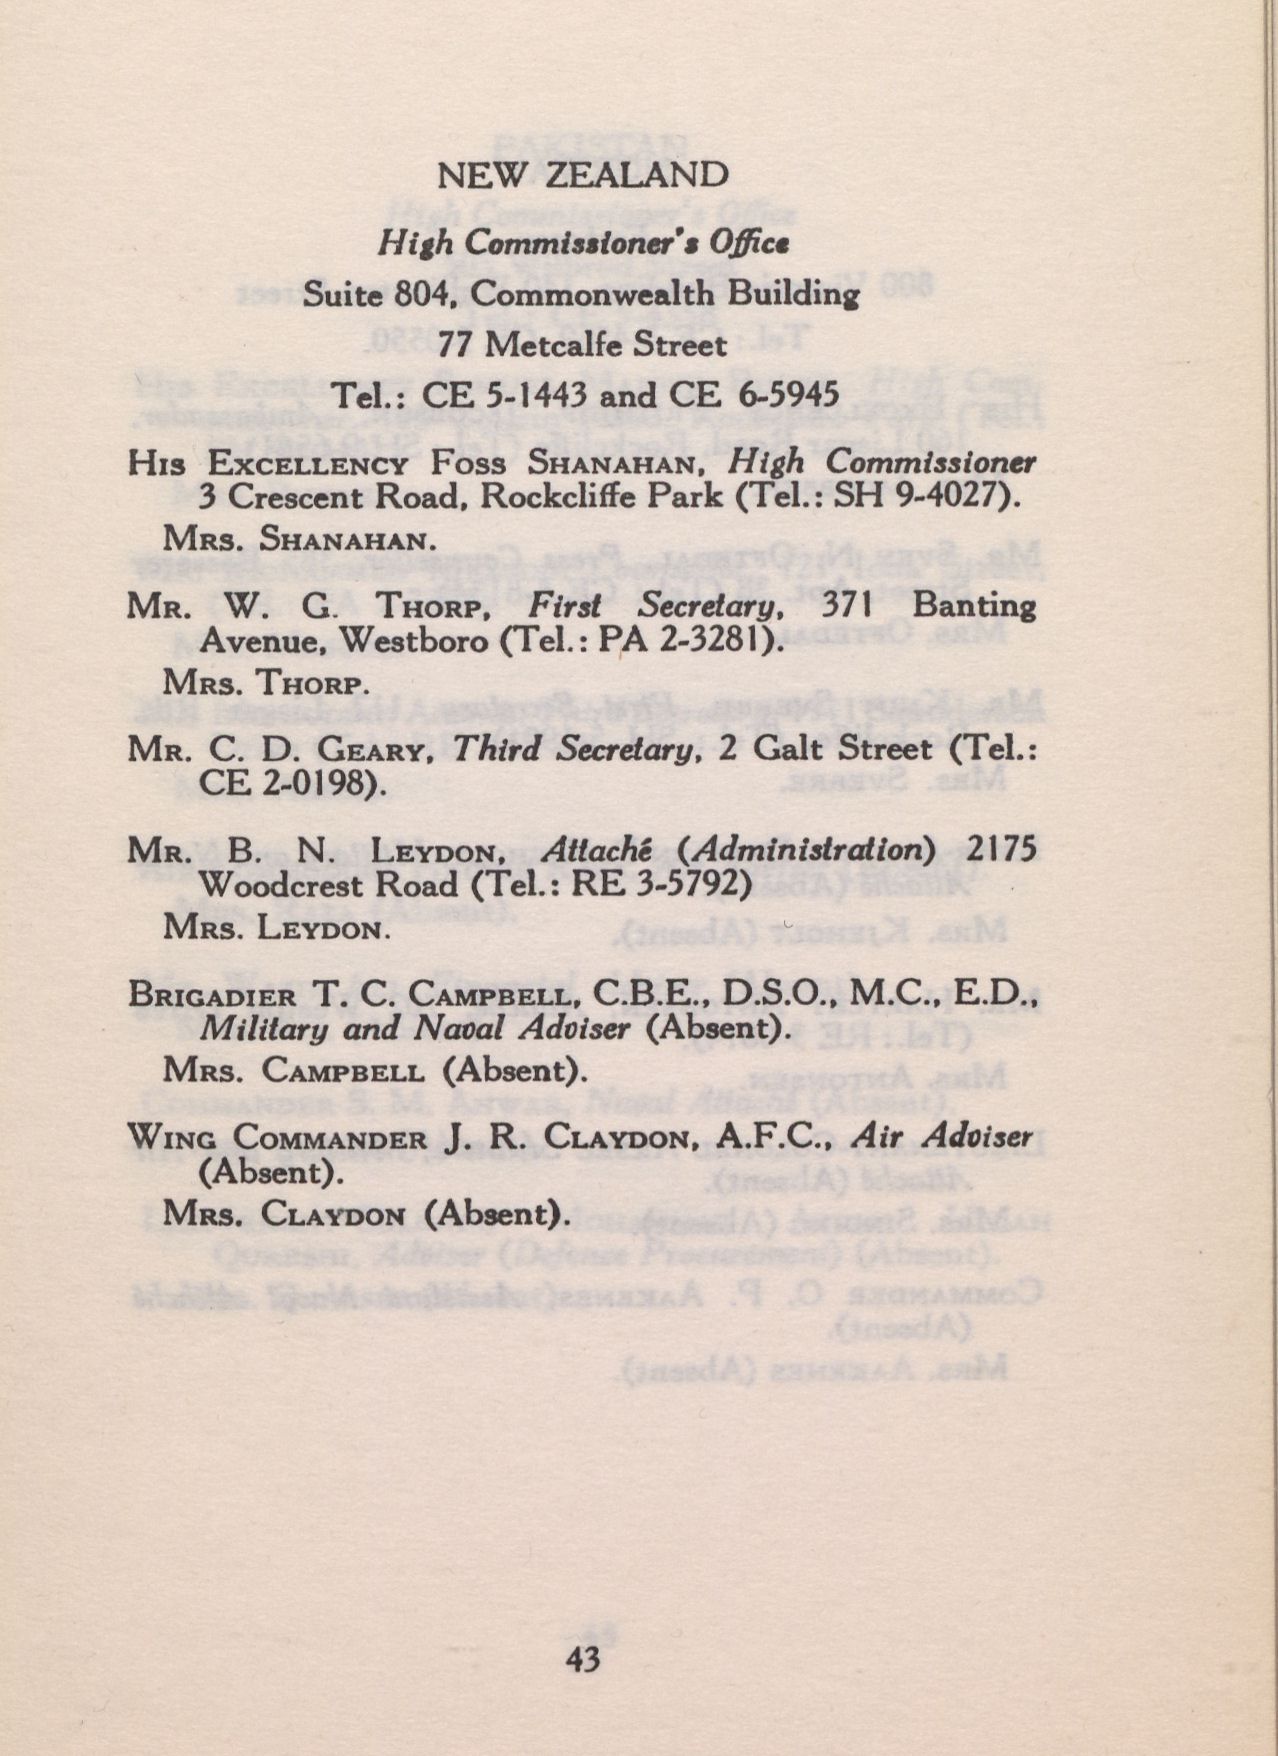 NEW ZEALAND
High Commissioner's Office
Suite 804, Commonwealth Building
77 Metcalfe Street
Tel.: CE 5-1443 and CE 6-5945
HIS EXCELLENCY FOSS SHANAHAN, High Commissioner
3 Crescent Road, Rockcliffe Park (Tel.: SH 9-4027).
MRS. SHANAHAN.
MR. W. G. THORP, First Secretary, 371 Banting
Avenue, Westboro (Tel.: PA 2-3281).
MRS. THORP.
MR. C. D. GEARY, Third Secretary, 2 Galt Street (Tel.:
CE 2-0198).
MR. B. N. LEYDON, Attaché (Administration) 2175
Woodcrest Road (Tel.: RE 3-5792)
MRS. LEYDON.
BRIGADIER T. C. CAMPBELL, C.B.E., D.S.O., M.C., E.D.,
Military and Naval Adviser (Absent).
MRS. CAMPBELL (Absent).
WING COMMANDER J. R. CLAYDON, A.F.C., Air Adviser
(Absent).
MRS. CLAYDON (Absent).
43